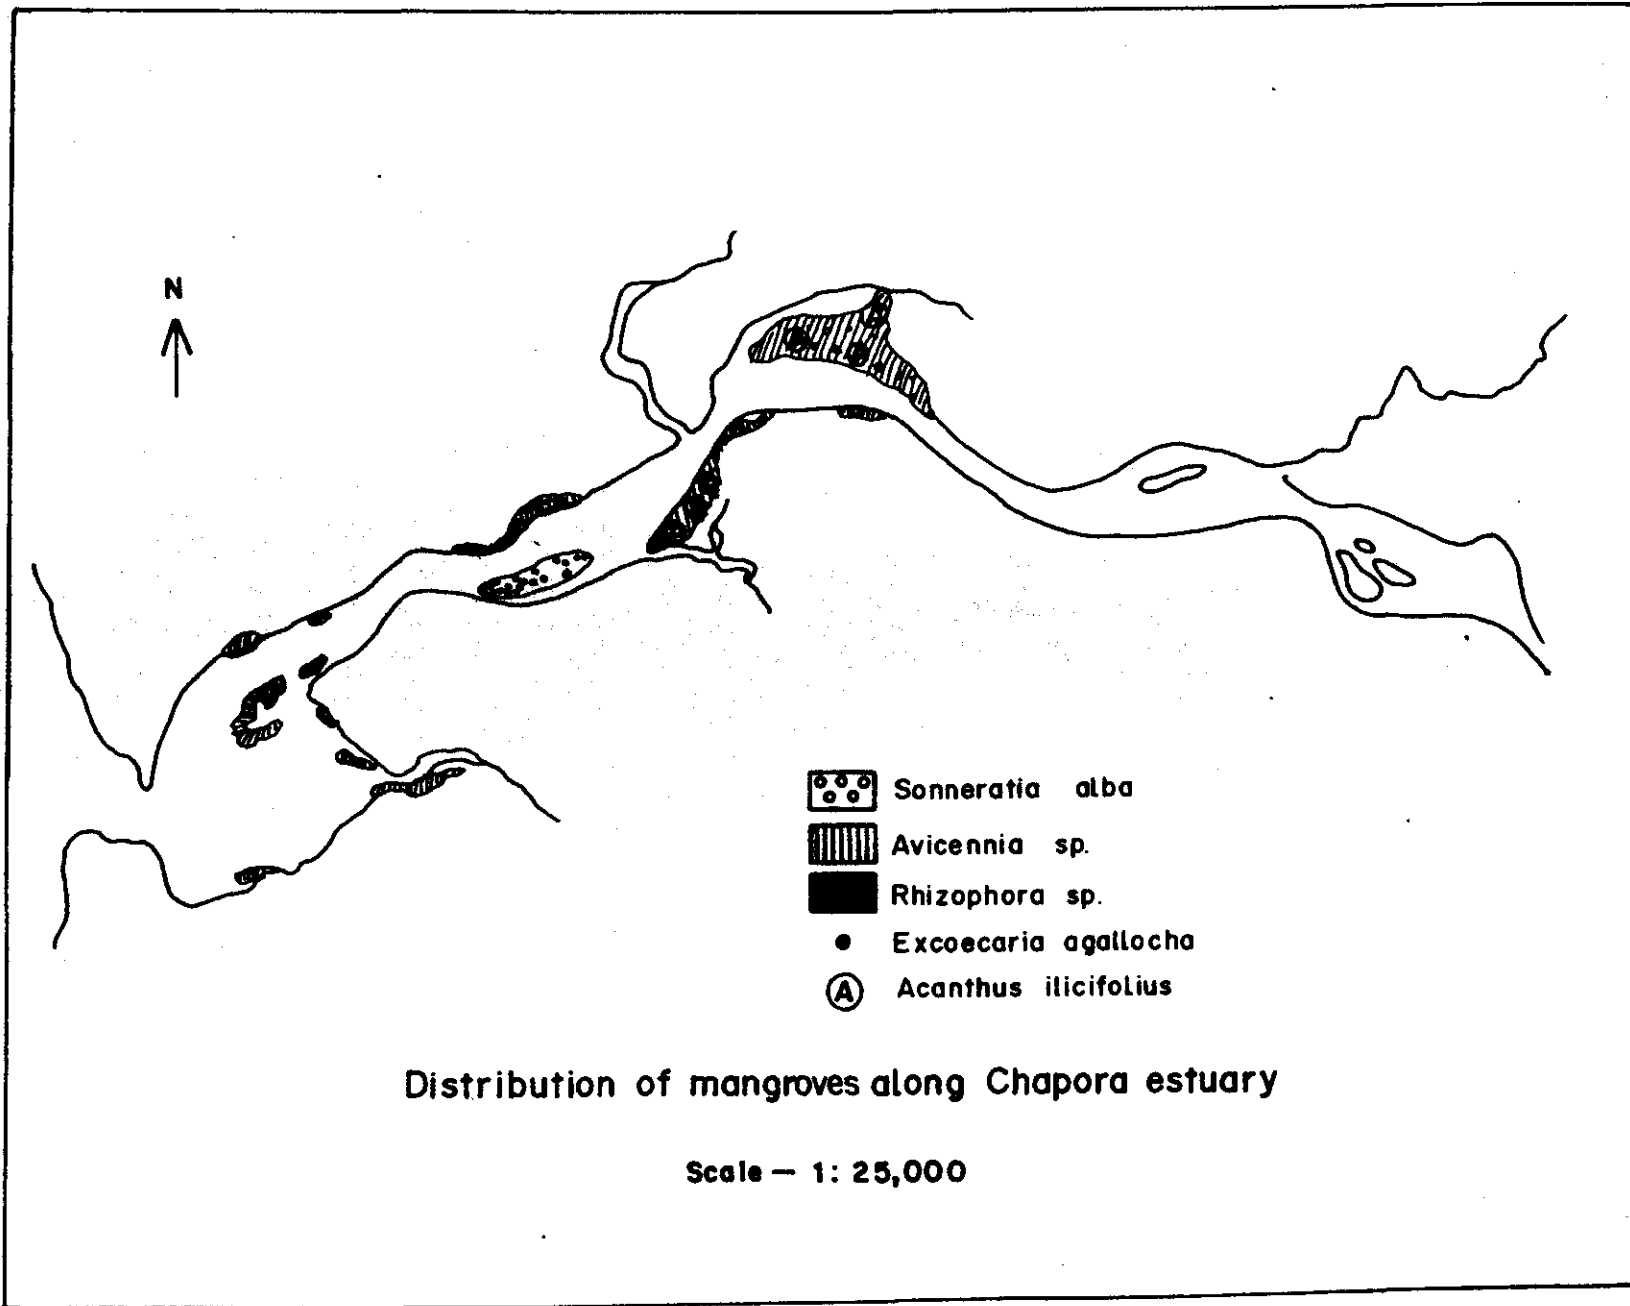 N
Sonneratia alba
Avicennia sp.
Rhizophora sp.
Excoecaria agallocha
A Acanthus ilicifolius
Distribution of mangroves along Chapora estuary
Scale — 1: 25,000